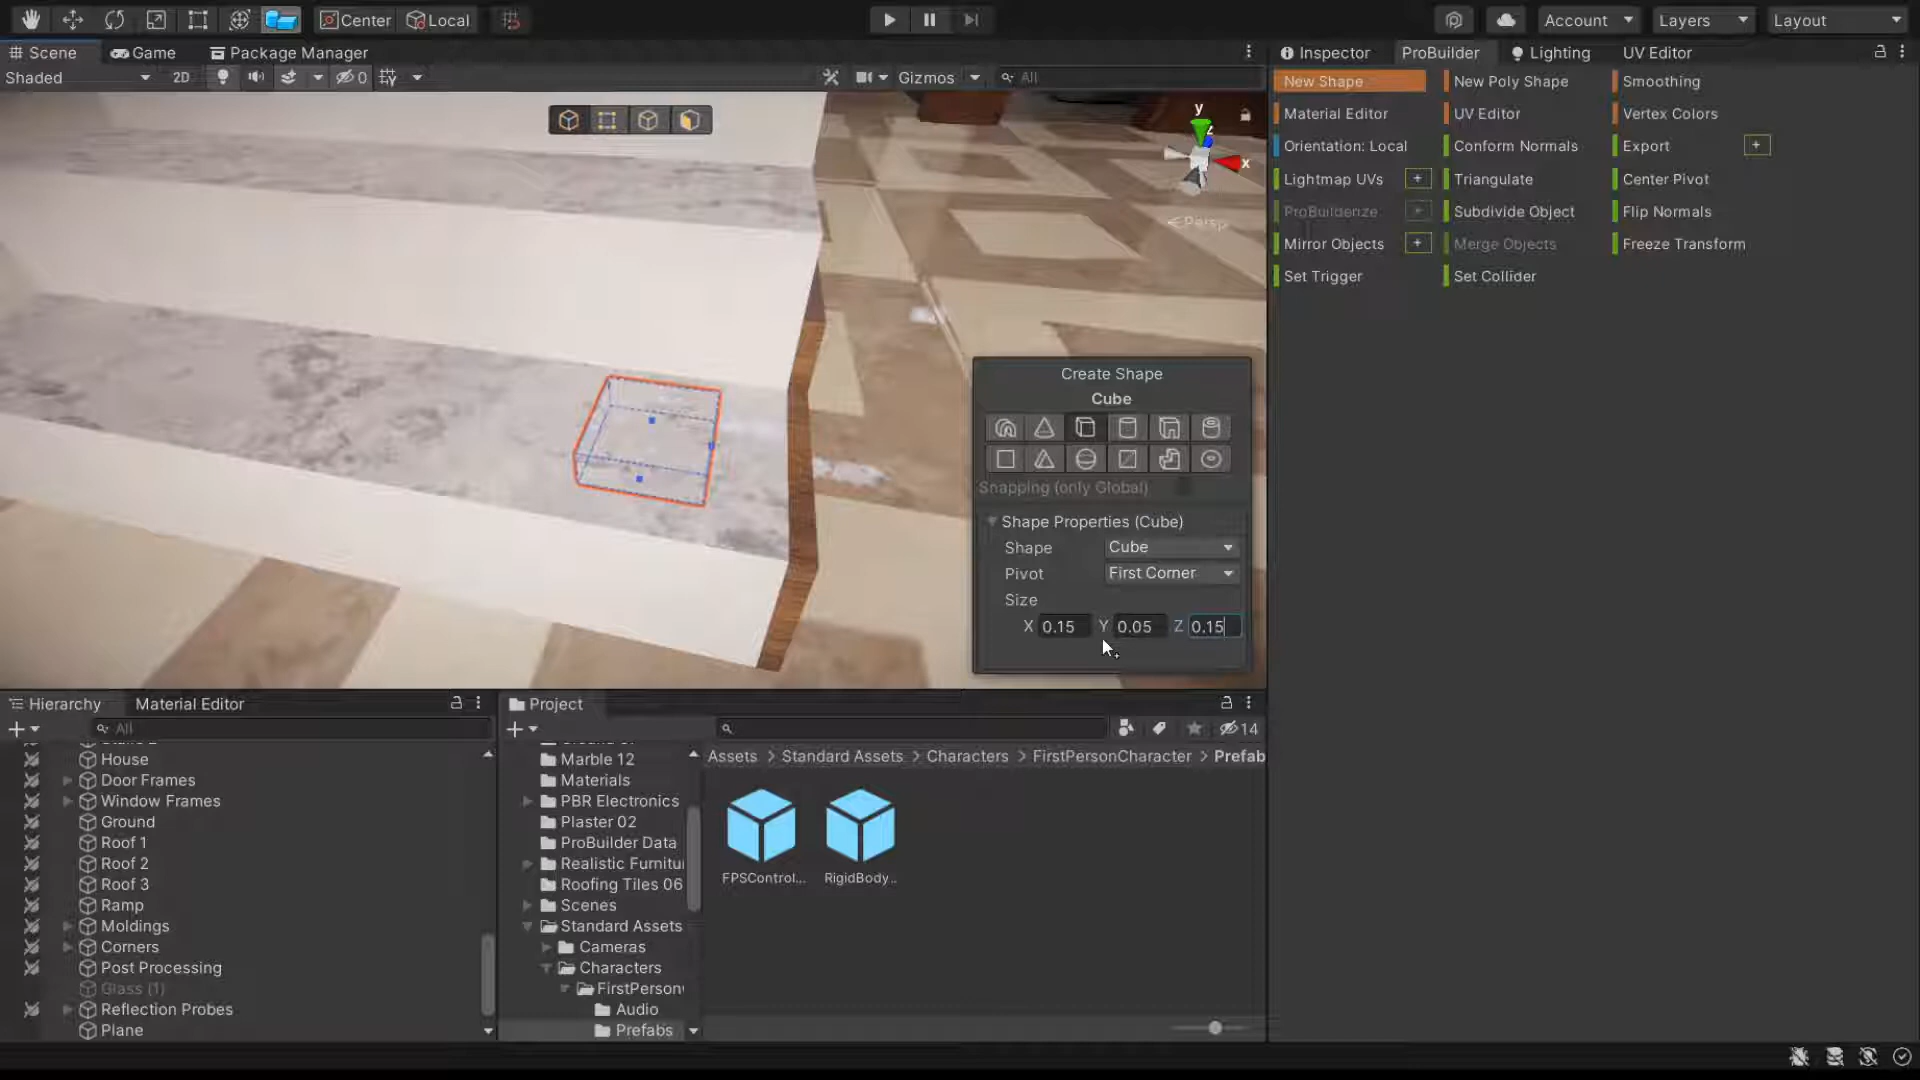 Center Local Account Layers Layout
Scene Game Package Manager Inspector ProBuilder Lighting UV Editor
Shaded 2D 0 Gizmos All
New Shape New Poly Shape Smoothing
Material Editor UV Editor Vertex Colors
Orientation: Local Conform Normals Export +
Lightmap UVs + Triangulate Center Pivot
ProBuilderize + Subdivide Object Flip Normals
Mirror Objects + Merge Objects Freeze Transform
Set Trigger Set Collider
y
z
x
<Persp
Create Shape
Cube
Snapping (only Global)
Shape Properties (Cube)
Shape Cube
Pivot First Corner
Size
X 0.15 Y 0.05 Z 0.15
Hierarchy Material Editor
All
House
Door Frames
Window Frames
Ground
Roof 1
Roof 2
Roof 3
Ramp
Moldings
Corners
Post Processing
Glass (1)
Reflection Probes
Plane
Project
14
Marble 12
Materials
PBR Electronics
Plaster 02
ProBuilder Data
Realistic Furnitu
Roofing Tiles 06
Scenes
Standard Assets
Cameras
Characters
FirstPerson
Audio
Prefabs
Assets > Standard Assets > Characters > FirstPersonCharacter > Prefab
FPSControl... RigidBody..